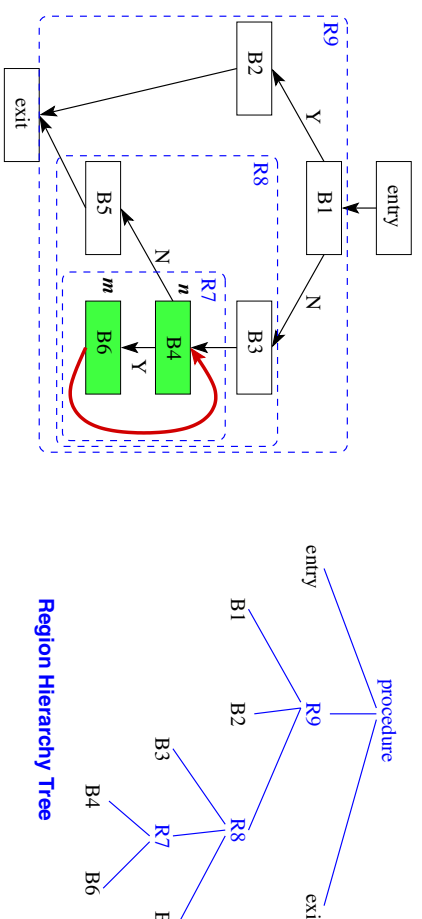 entry
R9
B1
Y
N
B2
R8
B3
R7
n
B4
N
Y
B5
m
B6
exit
procedure
entry
R9
B1
B2
R8
B3
R7
B4
B6
Region Hierarchy Tree